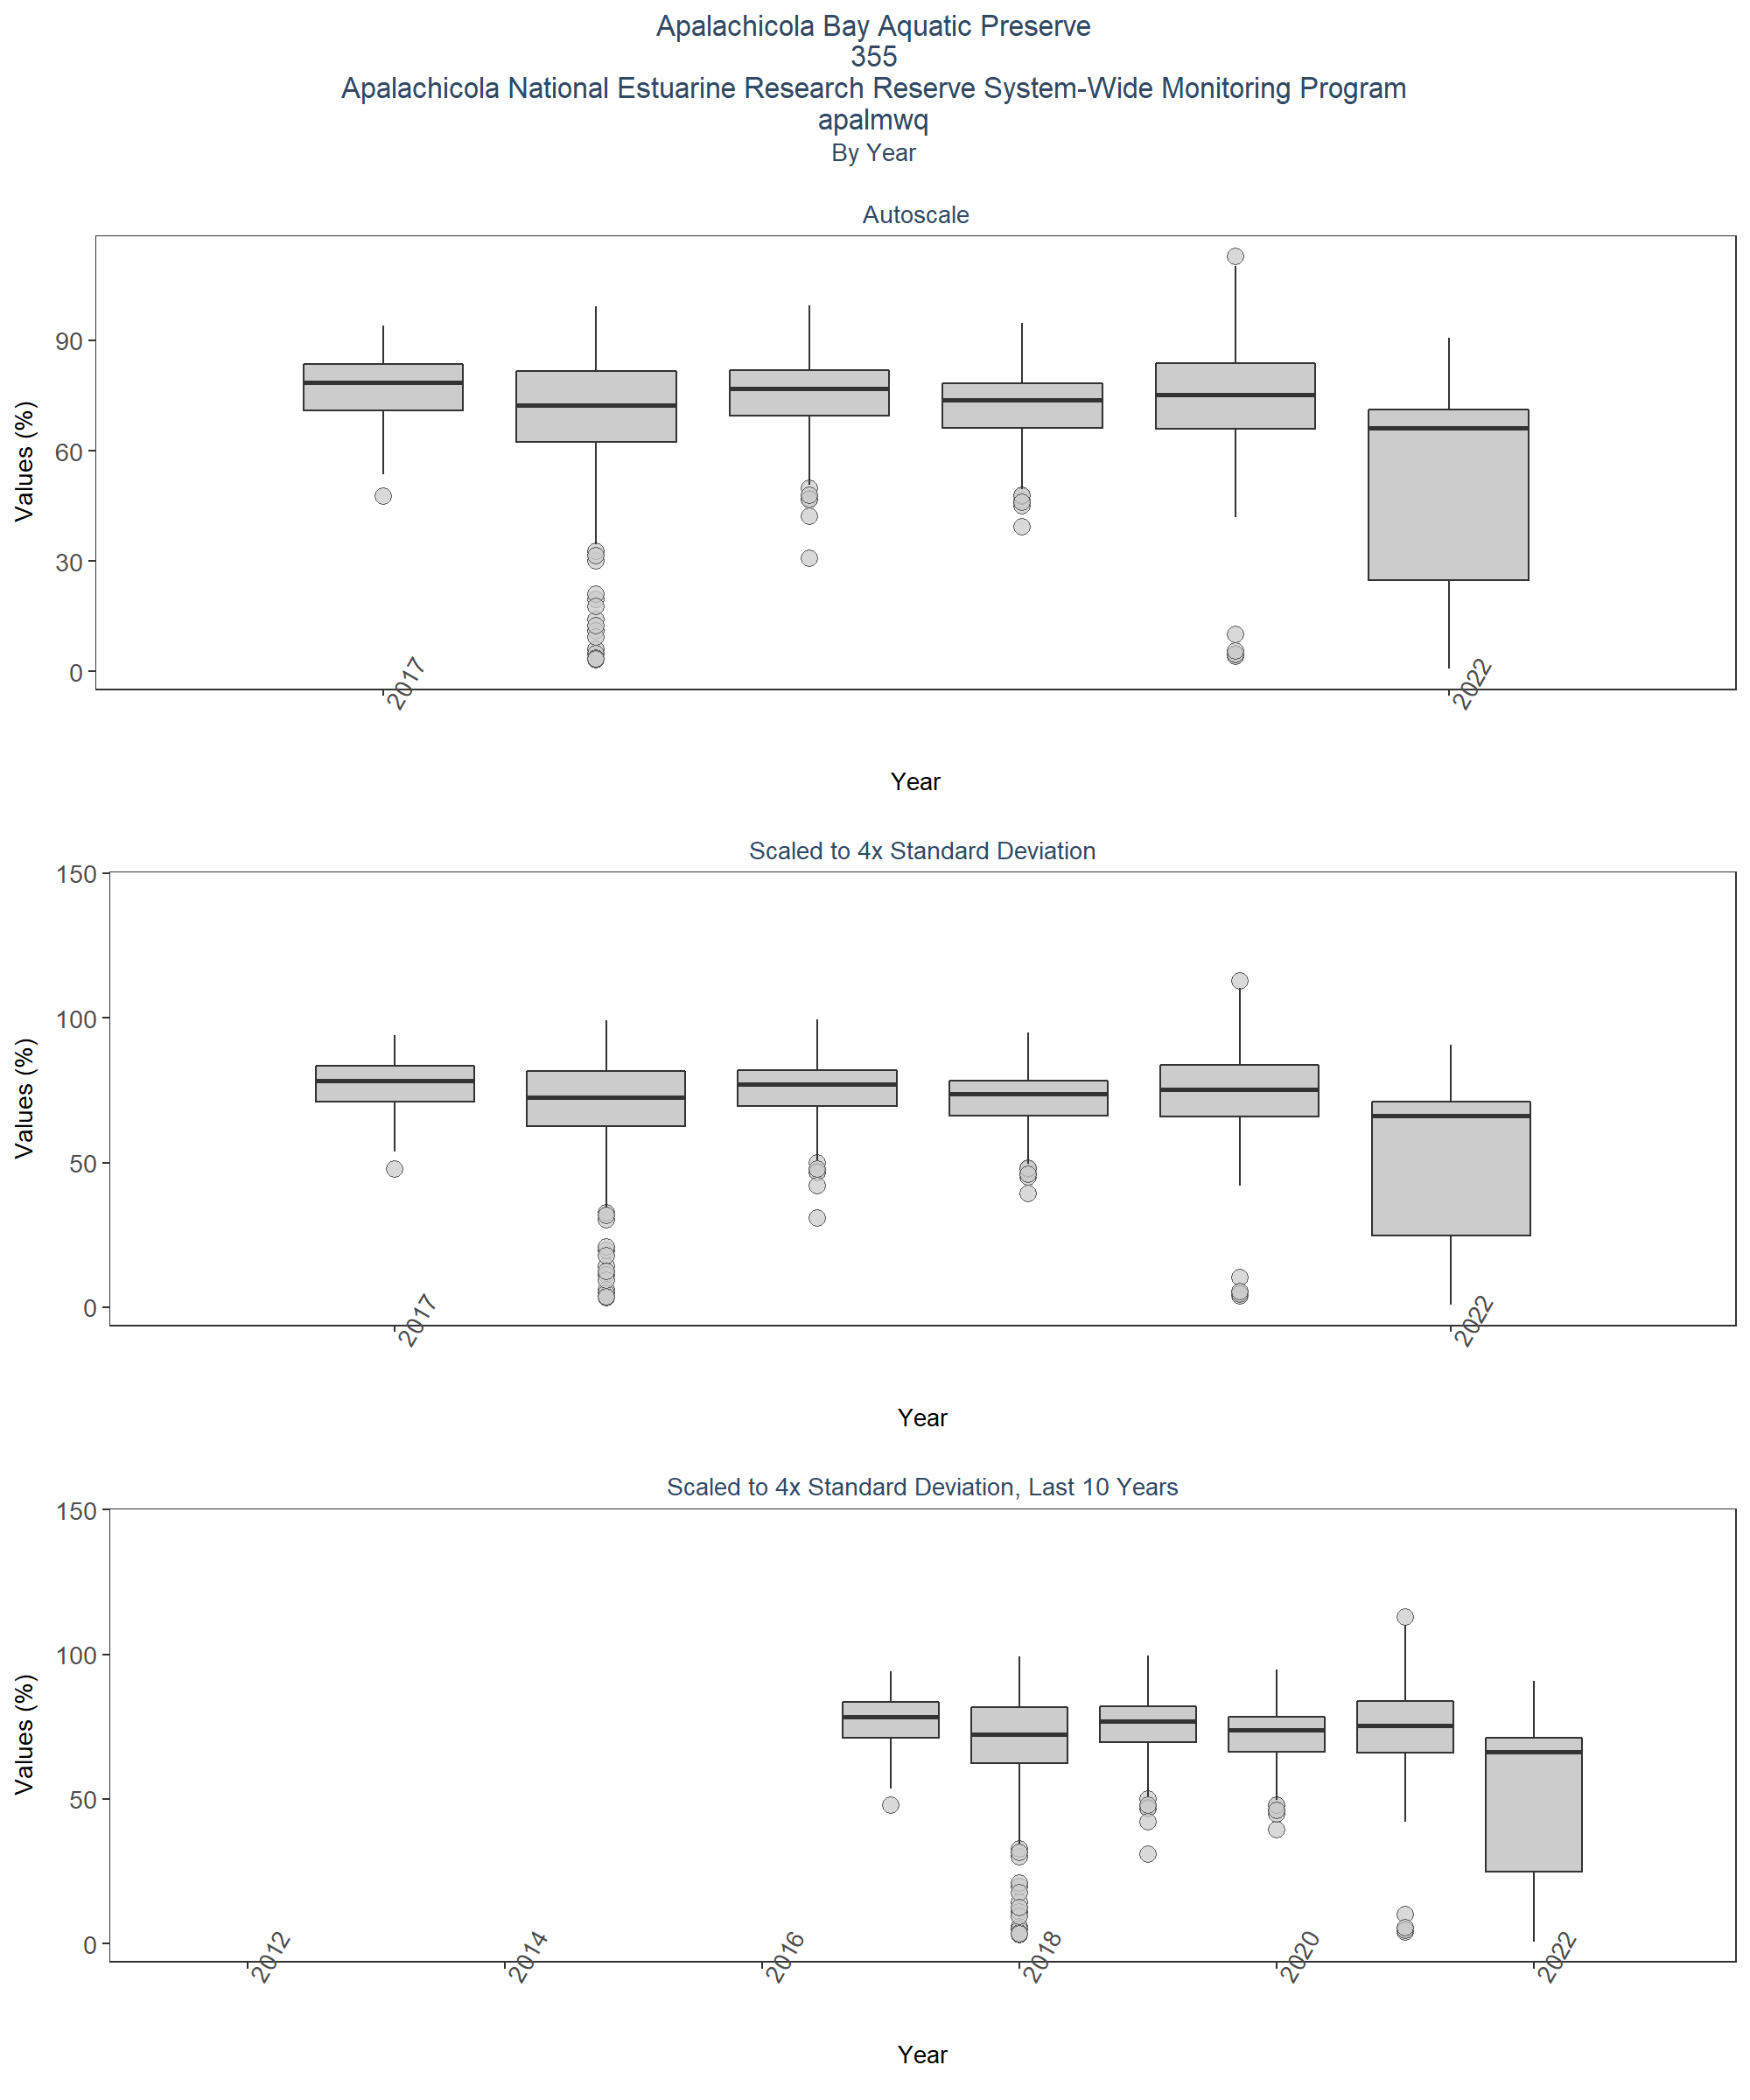 Apalachicola Bay Aquatic Preserve
355
Apalachicola National Estuarine Research Reserve System-Wide Monitoring Program
apalmwq
By Year
Autoscale
Values (%)
90
60
30
0
2017
2022
Year
Scaled to 4x Standard Deviation
Values (%)
150
100
50
0
2017
2022
Year
Scaled to 4x Standard Deviation, Last 10 Years
Values (%)
150
100
50
0
2012
2014
2016
2018
2020
2022
Year